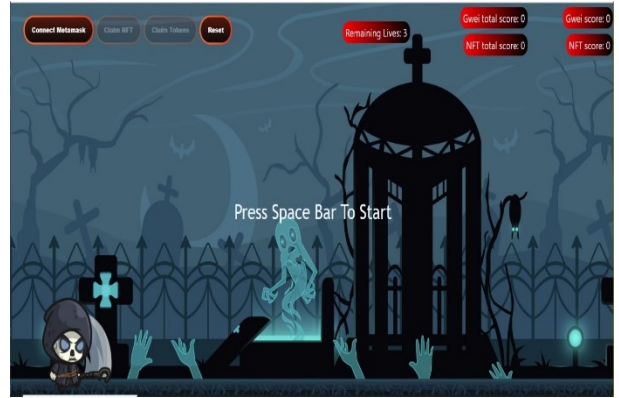 Connect Metamask
Claim NFT
Claim Tokens
Reset
Remaining Lives: 3
Gwei total score: 0
Gwei score: 0
NFT total score: 0
NFT score: 0
Press Space Bar To Start